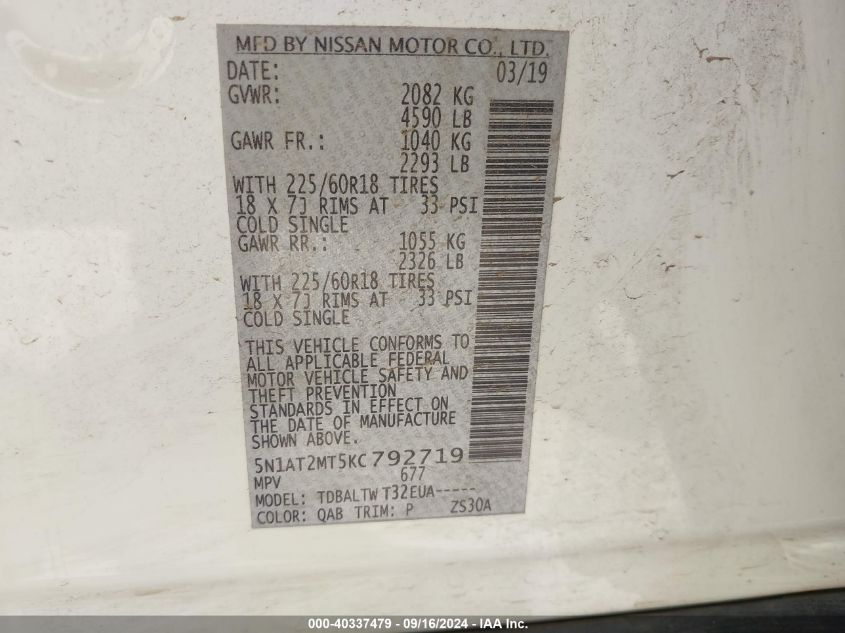 MFD BY NISSAN MOTOR CO., LTD.
DATE: 03/19
GVWR: 2082 KG
4590 LB
GAWR FR.: 1040 KG
2293 LB
WITH 225/60R18 TIRES
18 X 7J RIMS AT 33 PSI
COLD SINGLE
GAWR RR.: 1055 KG
2326 LB
WITH 225/60R18 TIRES
18 X 7J RIMS AT 33 PSI
COLD SINGLE
THIS VEHICLE CONFORMS TO
ALL APPLICABLE FEDERAL
MOTOR VEHICLE SAFETY AND
THEFT PREVENTION
STANDARDS IN EFFECT ON
THE DATE OF MANUFACTURE
SHOWN ABOVE.
5N1AT2MT5KC792719
MPV 677
MODEL: TDBALTW T32EUA-----
COLOR: QAB TRIM: P ZS30A
000-40337479 - 09/16/2024 - IAA Inc.